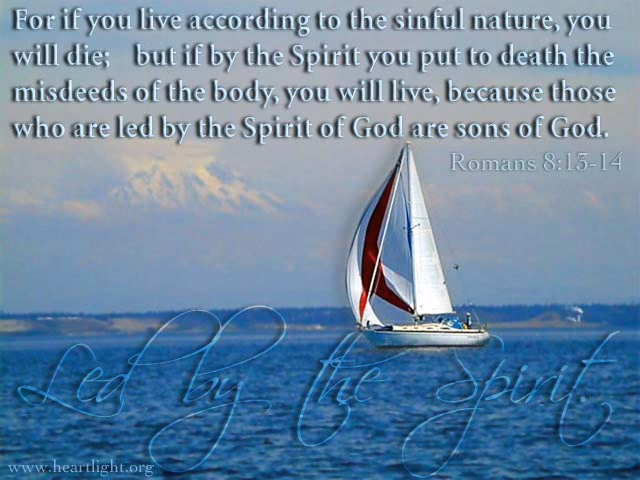 For if you live according to the sinful nature, you
will die; but if by the Spirit you put to death the
misdeeds of the body, you will live, because those
who are led by the Spirit of God are sons of God.
Romans 8:13-14
Led by the Spirit.
www.heartlight.org